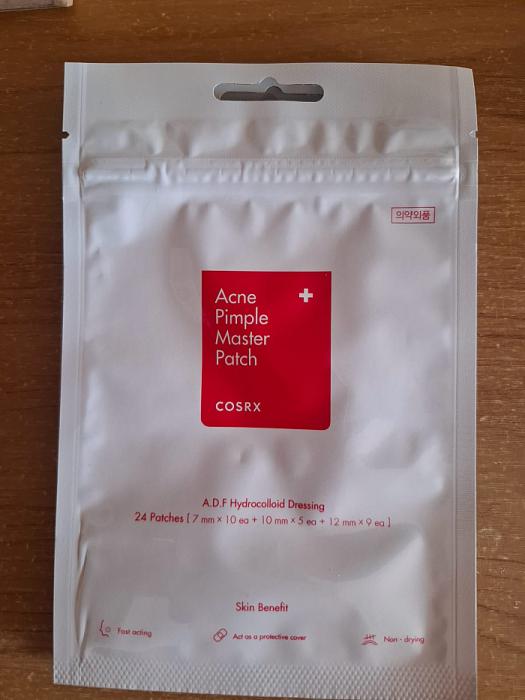 의약외품
Acne
Pimple
Master
Patch
COSRX
A.D.F Hydrocolloid Dressing
24 Patches [ 7 mm × 10 ea + 10 mm × 5 ea + 12 mm × 9 ea ]
Skin Benefit
Fast acting
Act as a protective cover
Non - drying